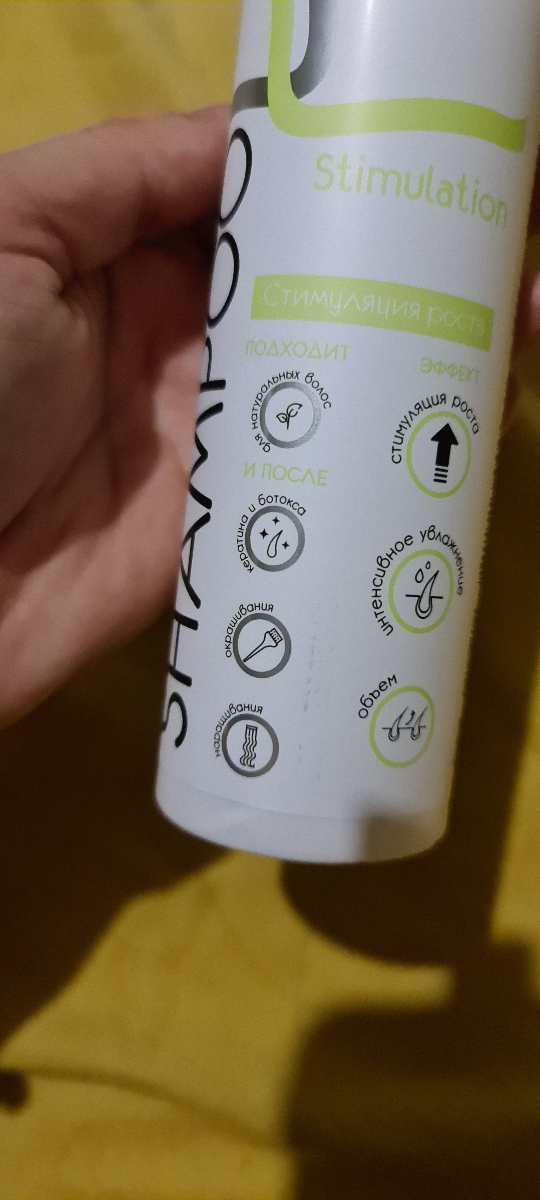 SHAMPOO
Stimulation
Стимуляция роста
ПОДХОДИТ
для натуральных волос
И ПОСЛЕ
кератина и ботокса
окрашивания
наращивания
ЭФФЕКТ
стимуляция роста
интенсивное увлажнение
объем